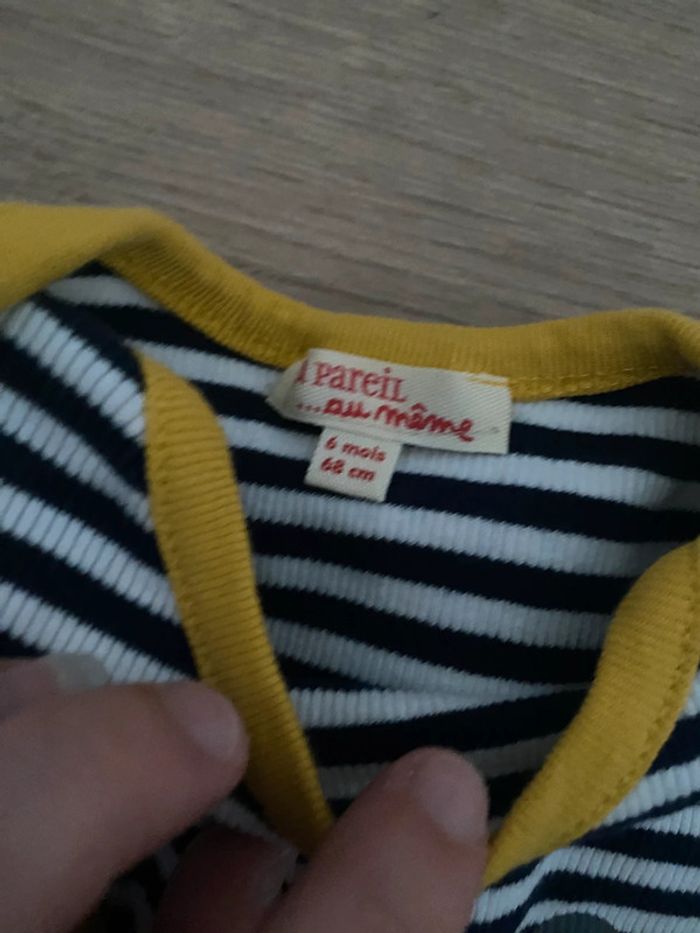 PareiL
...au même
6 mois
68 cm